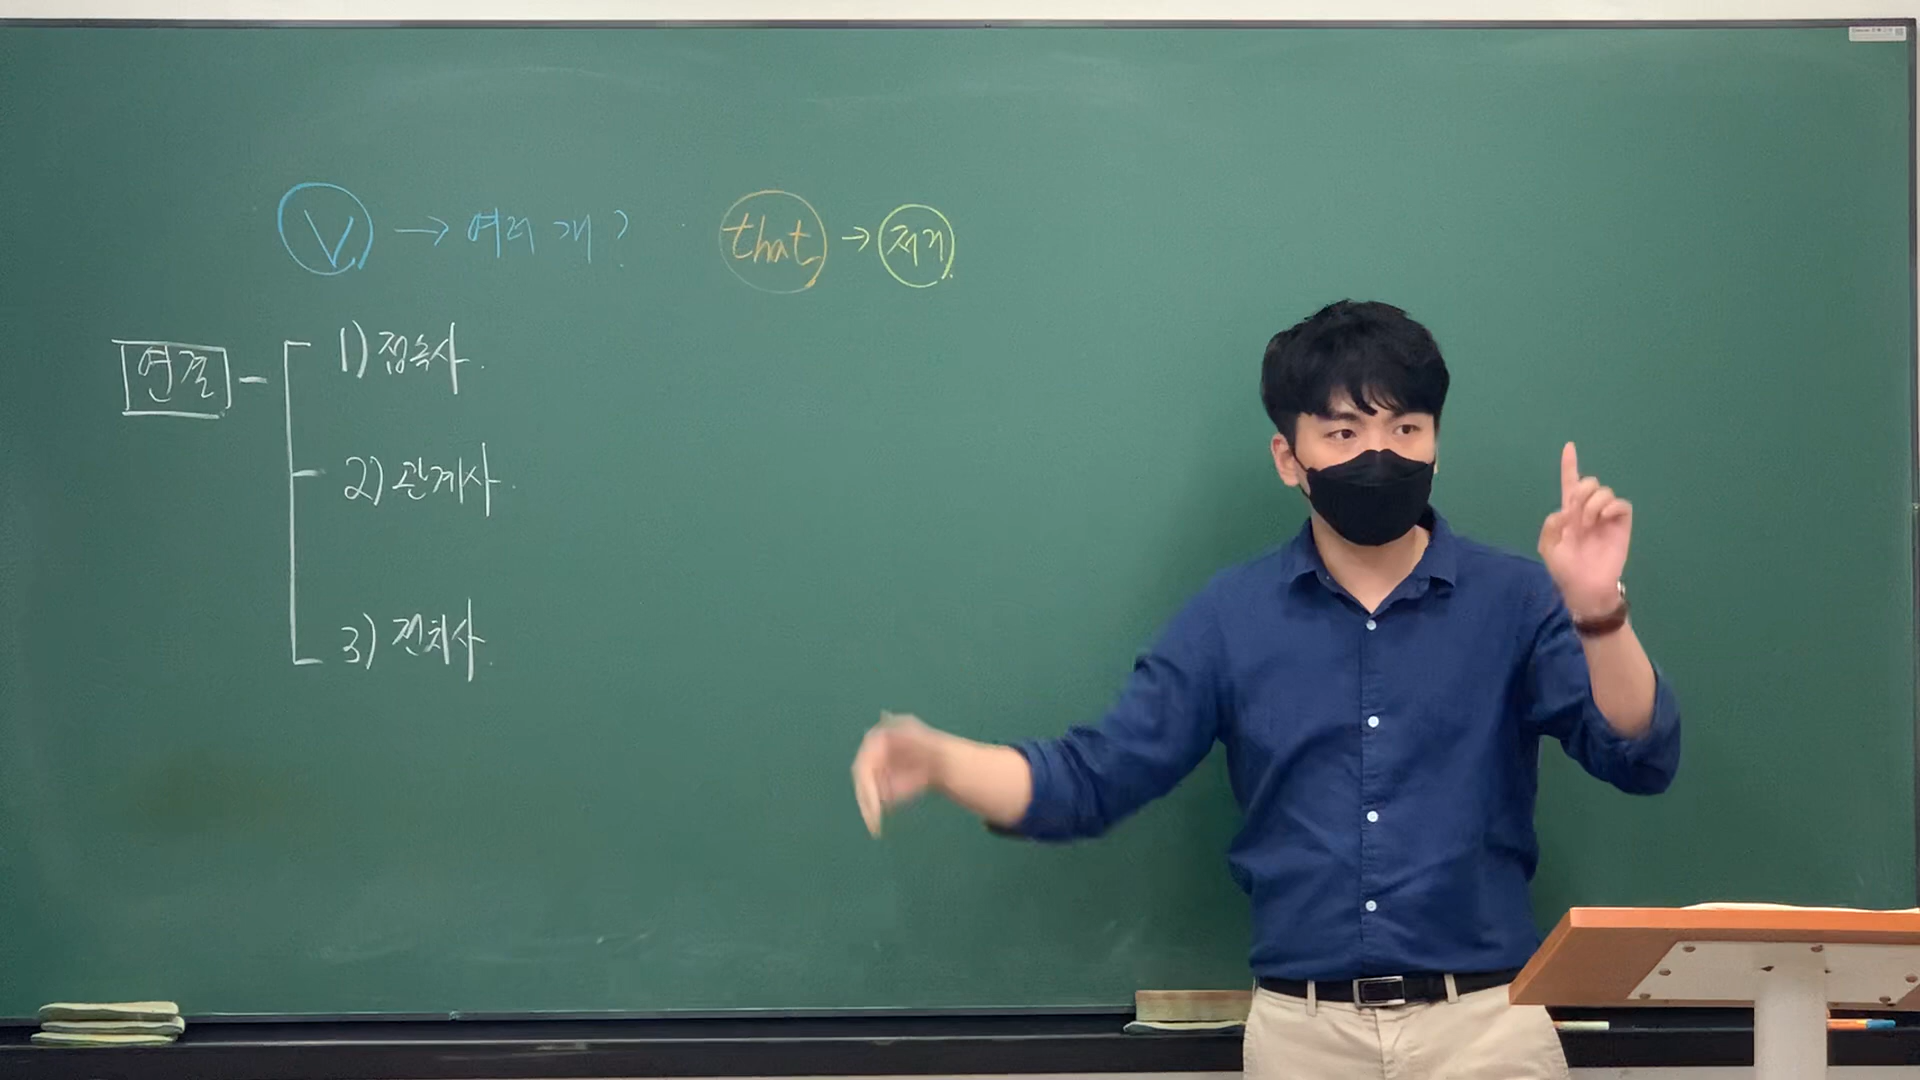 V. → 여러 개? that → 저거.
연결 - 1) 접속사.
2) 관계사.
3) 전치사.